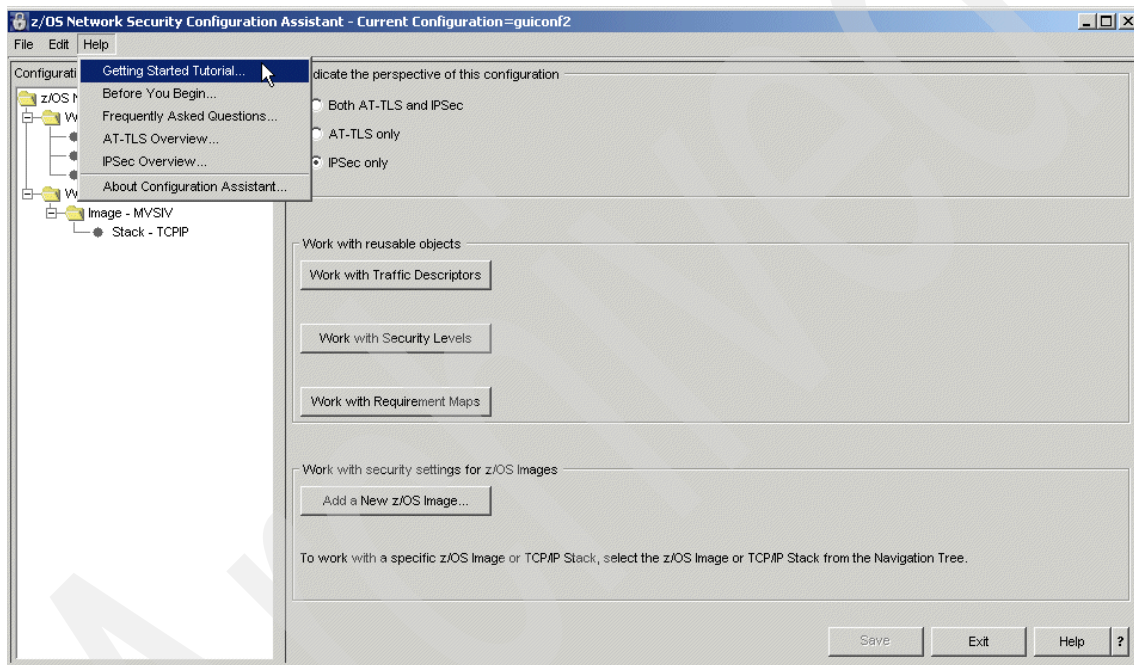 z/OS Network Security Configuration Assistant - Current Configuration=guiconf2
File Edit Help
Configurati
Getting Started Tutorial...
Before You Begin...
Frequently Asked Questions...
AT-TLS Overview...
IPSec Overview...
About Configuration Assistant...
z/OS N
W
W
Image - MVSIV
Stack - TCPIP
dicate the perspective of this configuration
Both AT-TLS and IPSec
AT-TLS only
IPSec only
Work with reusable objects
Work with Traffic Descriptors
Work with Security Levels
Work with Requirement Maps
Work with security settings for z/OS Images
Add a New z/OS Image...
To work with a specific z/OS Image or TCP/IP Stack, select the z/OS Image or TCP/IP Stack from the Navigation Tree.
Save Exit Help ?